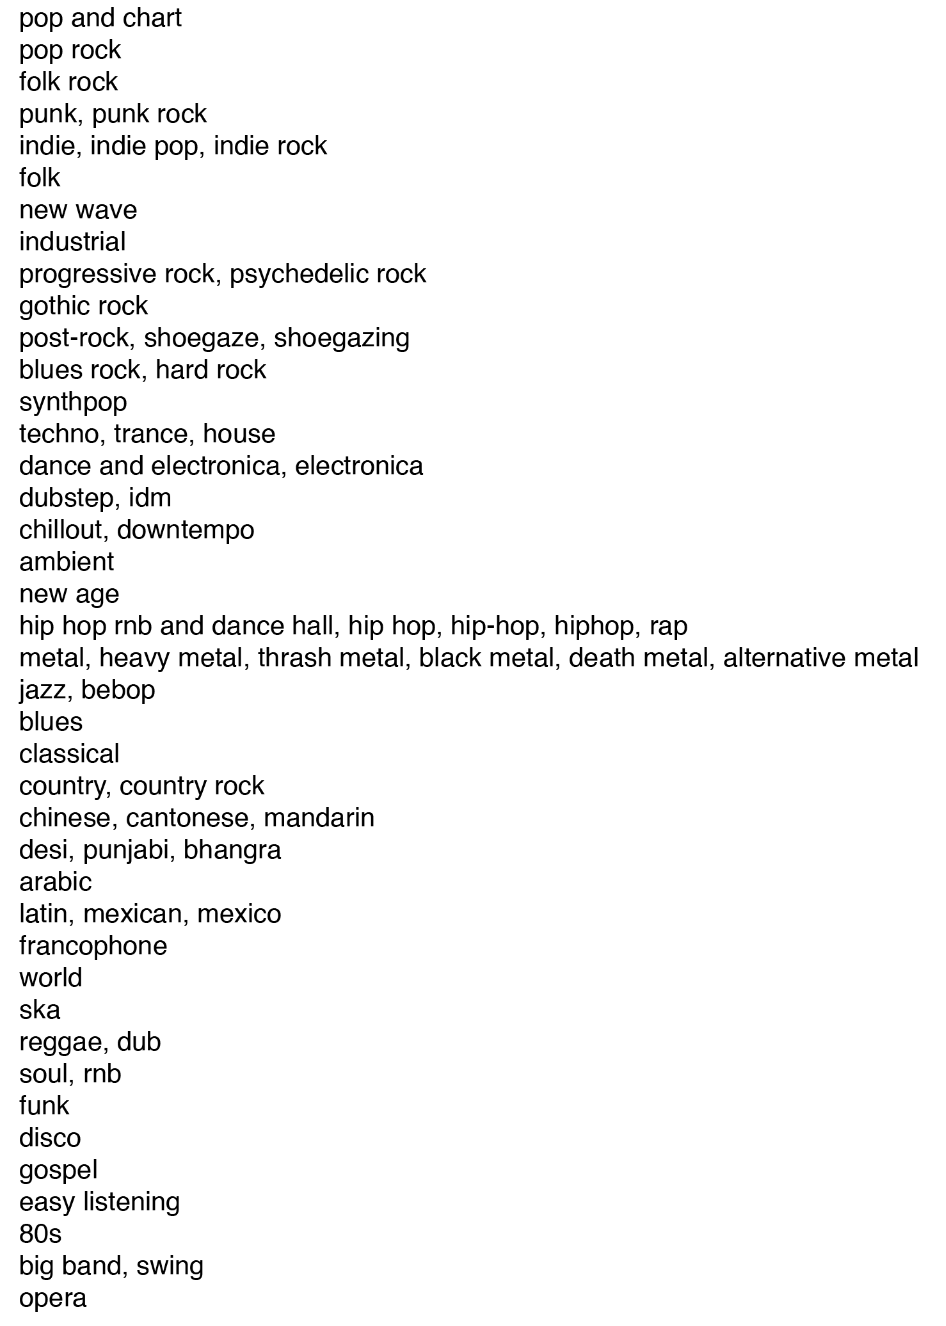 pop and chart
pop rock
folk rock
punk, punk rock
indie, indie pop, indie rock
folk
new wave
industrial
progressive rock, psychedelic rock
gothic rock
post-rock, shoegaze, shoegazing
blues rock, hard rock
synthpop
techno, trance, house
dance and electronica, electronica
dubstep, idm
chillout, downtempo
ambient
new age
hip hop rnb and dance hall, hip hop, hip-hop, hiphop, rap
metal, heavy metal, thrash metal, black metal, death metal, alternative metal
jazz, bebop
blues
classical
country, country rock
chinese, cantonese, mandarin
desi, punjabi, bhangra
arabic
latin, mexican, mexico
francophone
world
ska
reggae, dub
soul, rnb
funk
disco
gospel
easy listening
80s
big band, swing
opera